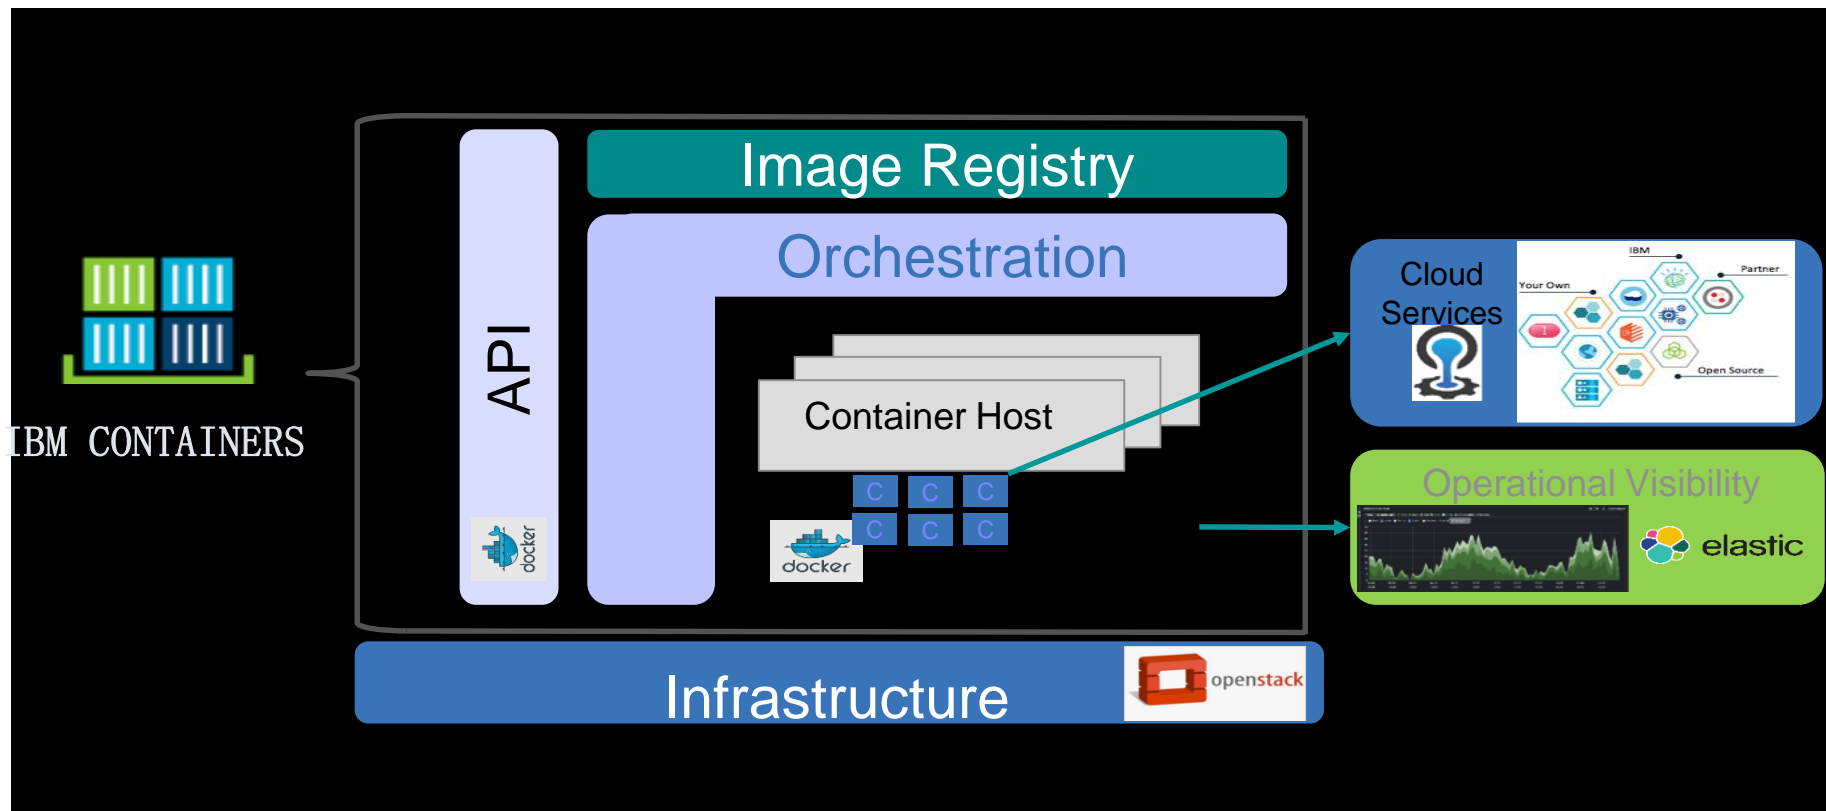 Image Registry
Orchestration
API
docker
Container Host
C C C
C C C
docker
IBM CONTAINERS
Infrastructure
openstack
Cloud
Services
IBM
Partner
Your Own
Open Source
Operational Visibility
elastic